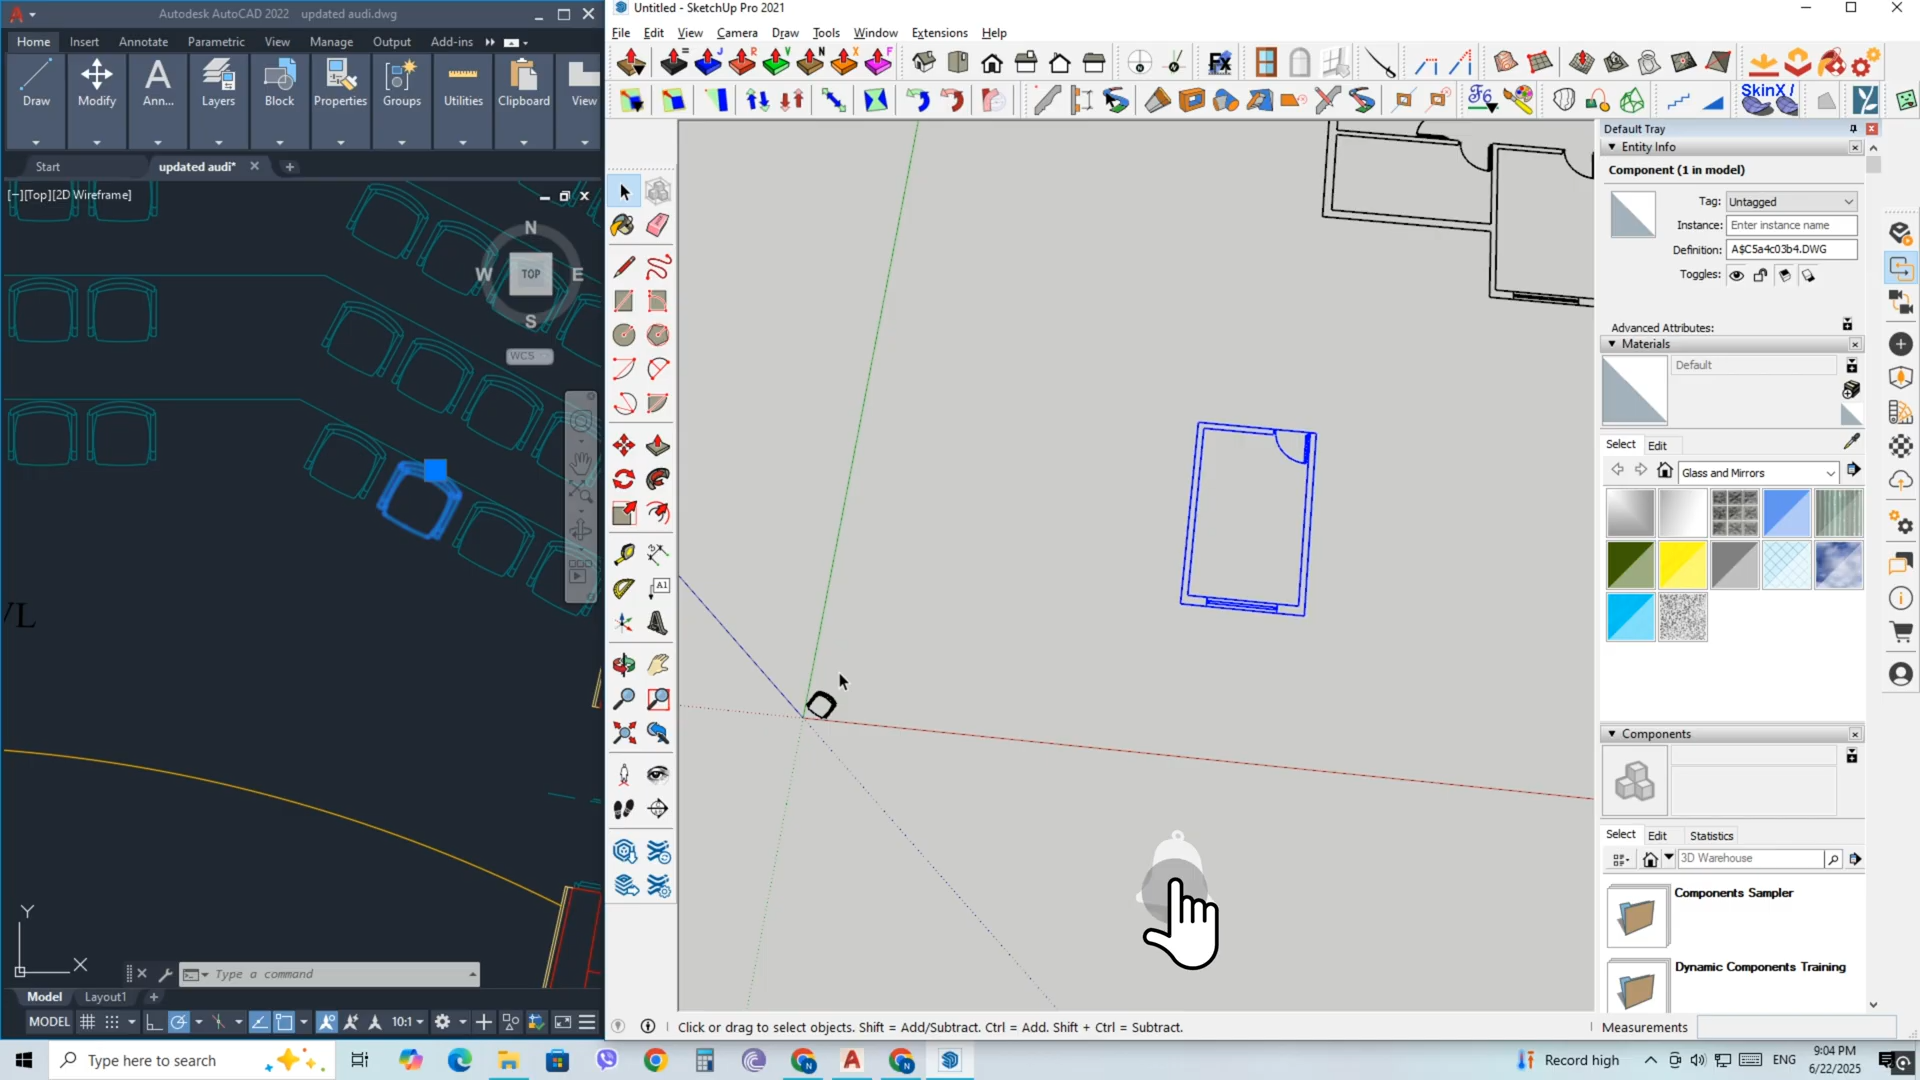 Autodesk AutoCAD 2022 updated audi.dwg
Home Insert Annotate Parametric View Manage Output Add-ins
Draw Modify Ann... Layers Block Properties Groups Utilities Clipboard View
Start updated audi*
[−][Top][2D Wireframe]
N
W TOP E
S
WCS
VL
Y
X
Type a command
Model Layout1
MODEL 10:1
Untitled - SketchUp Pro 2021
File Edit View Camera Draw Tools Window Extensions Help
= J R V N X F
Fx F6 SkinX /
A1
Default Tray
Entity Info
Component (1 in model)
Tag: Untagged
Instance: Enter instance name
Definition: A$C5a4c03b4.DWG
Toggles:
Advanced Attributes:
Materials
Default
Select Edit
Glass and Mirrors
Components
Select Edit Statistics
3D Warehouse
Components Sampler
Dynamic Components Training
Click or drag to select objects. Shift = Add/Subtract. Ctrl = Add. Shift + Ctrl = Subtract.
Measurements
Type here to search
Record high
ENG
9:04 PM
6/22/2025